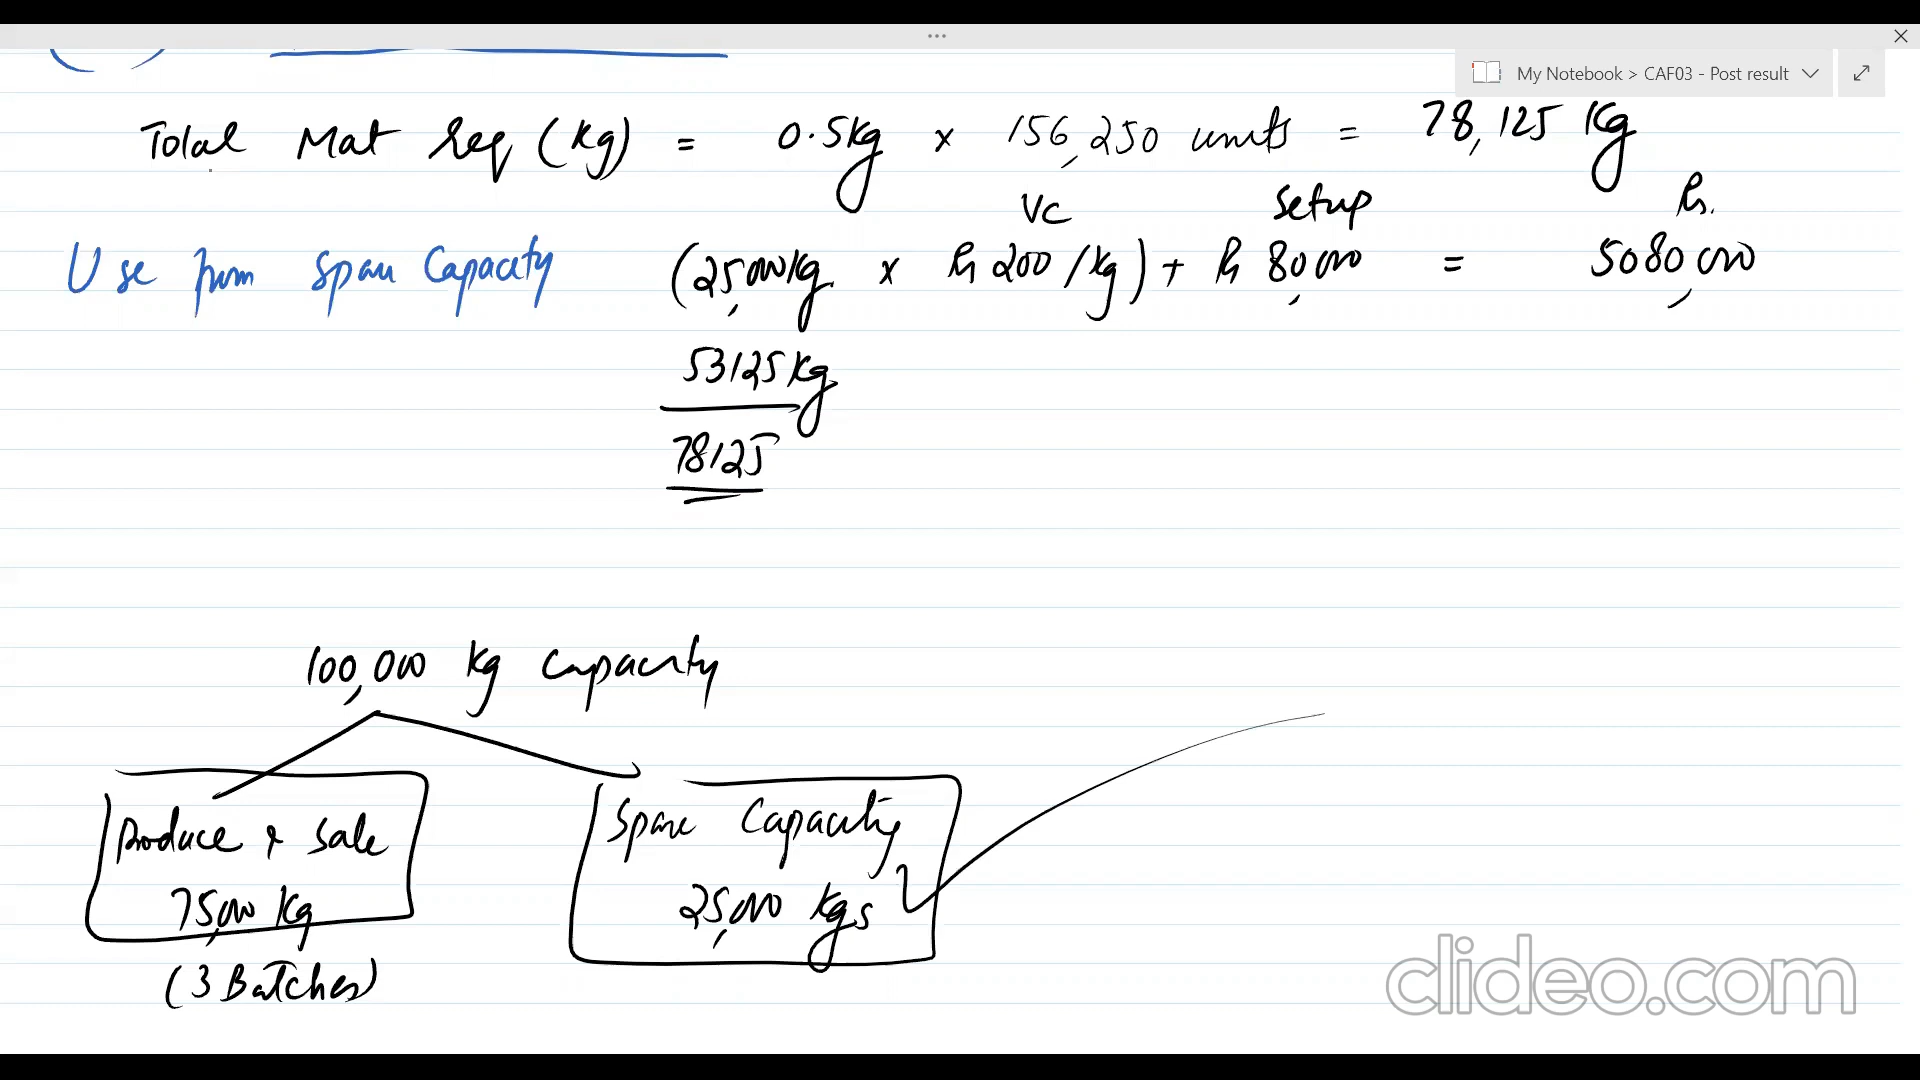 My Notebook > CAF03 - Post result
Total Mat Req (Kg) = 0.5kg × 156,250 units = 78,125 Kg
VC Setup Rs.
Use from Spare Capacity (25,000kg × Rs 200/kg) + Rs 80,000 = 5080,000
53125 Kg
78125
100,000 Kg Capacity
Produce & Sale
75,000 Kg
(3 Batches)
Spare Capacity
25,000 Kgs
clideo.com